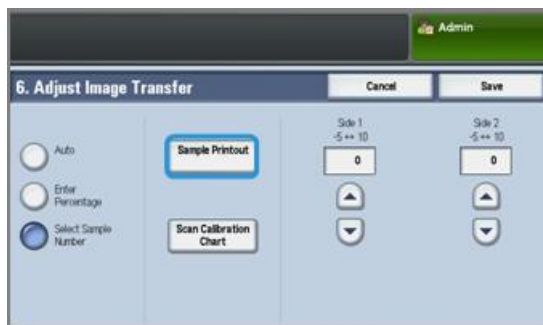 Admin
6. Adjust Image Transfer
Cancel
Save
Auto
Enter
Percentage
Select Sample
Number
Sample Printout
Scan Calibration
Chart
Side 1
-5 ↔ 10
0
Side 2
-5 ↔ 10
0